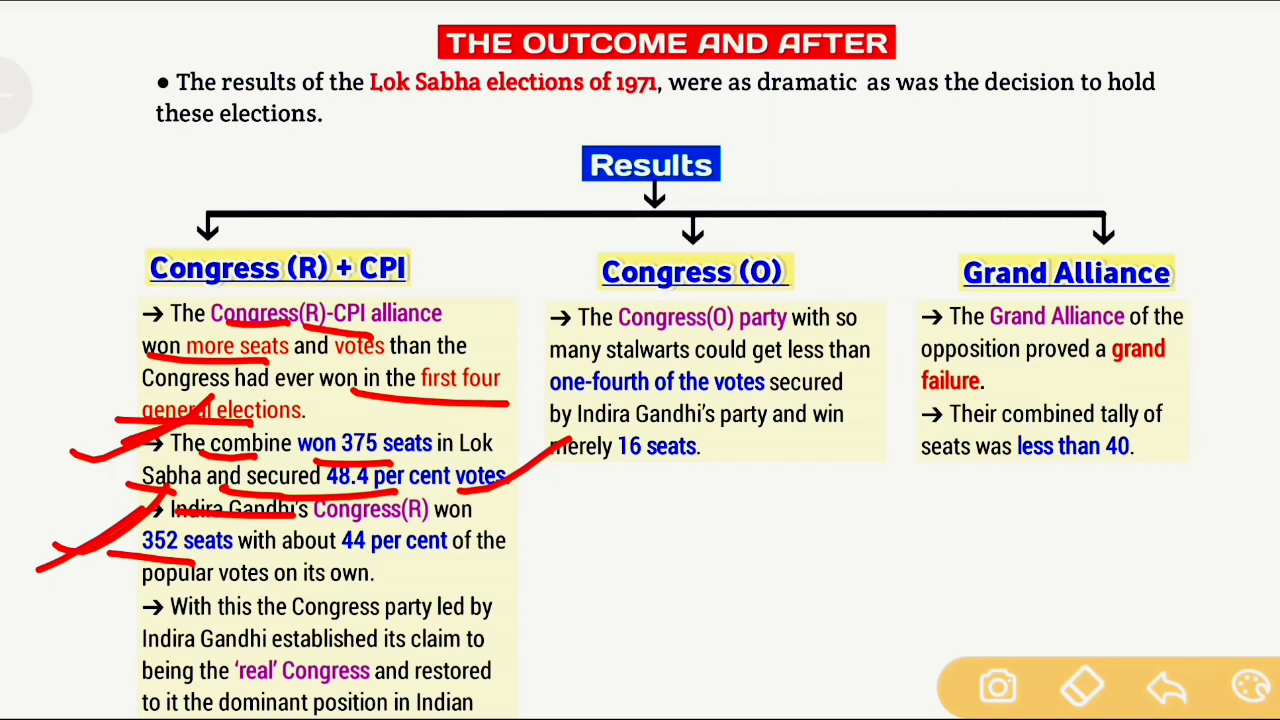 THE OUTCOME AND AFTER
● The results of the Lok Sabha elections of 1971, were as dramatic as was the decision to hold
these elections.
Results
Congress (R) + CPI
→ The Congress(R)-CPI alliance
won more seats and votes than the
Congress had ever won in the first four
general elections.
→ The combine won 375 seats in Lok
Sabha and secured 48.4 per cent votes.
→ Indira Gandhi's Congress(R) won
352 seats with about 44 per cent of the
popular votes on its own.
→ With this the Congress party led by
Indira Gandhi established its claim to
being the 'real' Congress and restored
to it the dominant position in Indian
Congress (O)
→ The Congress(O) party with so
many stalwarts could get less than
one-fourth of the votes secured
by Indira Gandhi's party and win
merely 16 seats.
Grand Alliance
→ The Grand Alliance of the
opposition proved a grand
failure.
→ Their combined tally of
seats was less than 40.